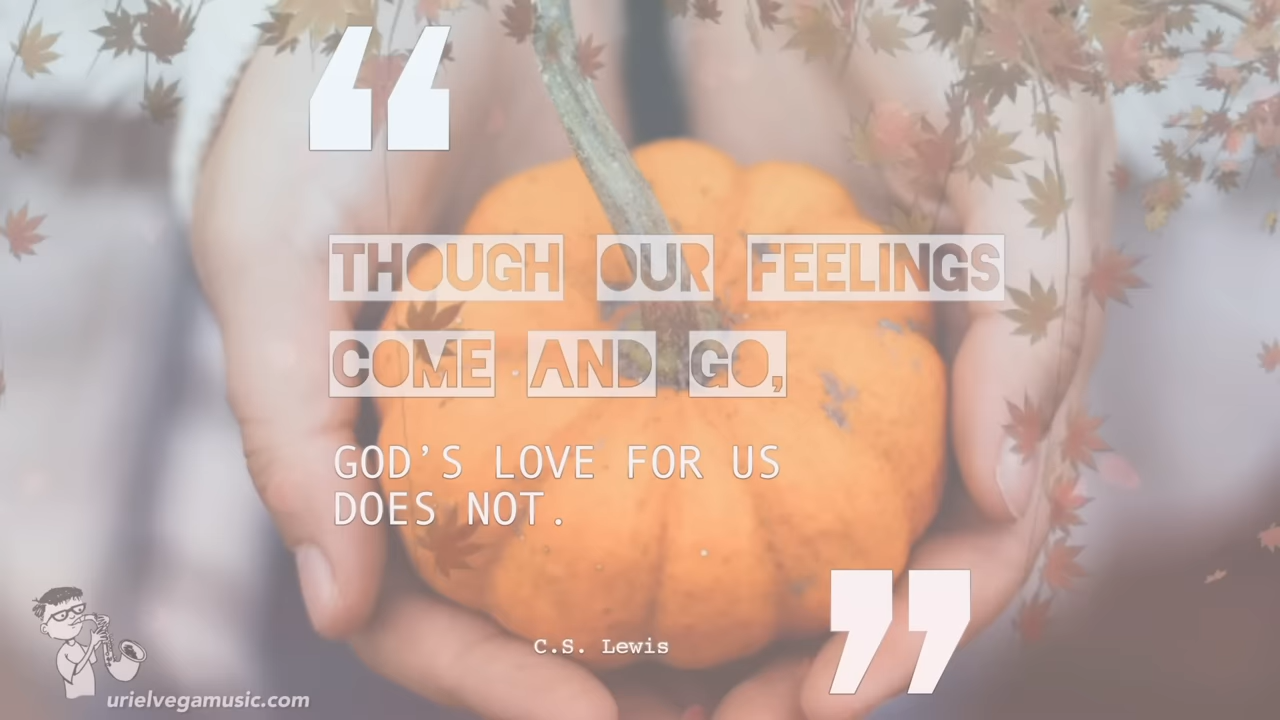 “
THOUGH OUR FEELINGS
COME AND GO,
GOD’S LOVE FOR US
DOES NOT.
”
C.S. Lewis
urielvegamusic.com